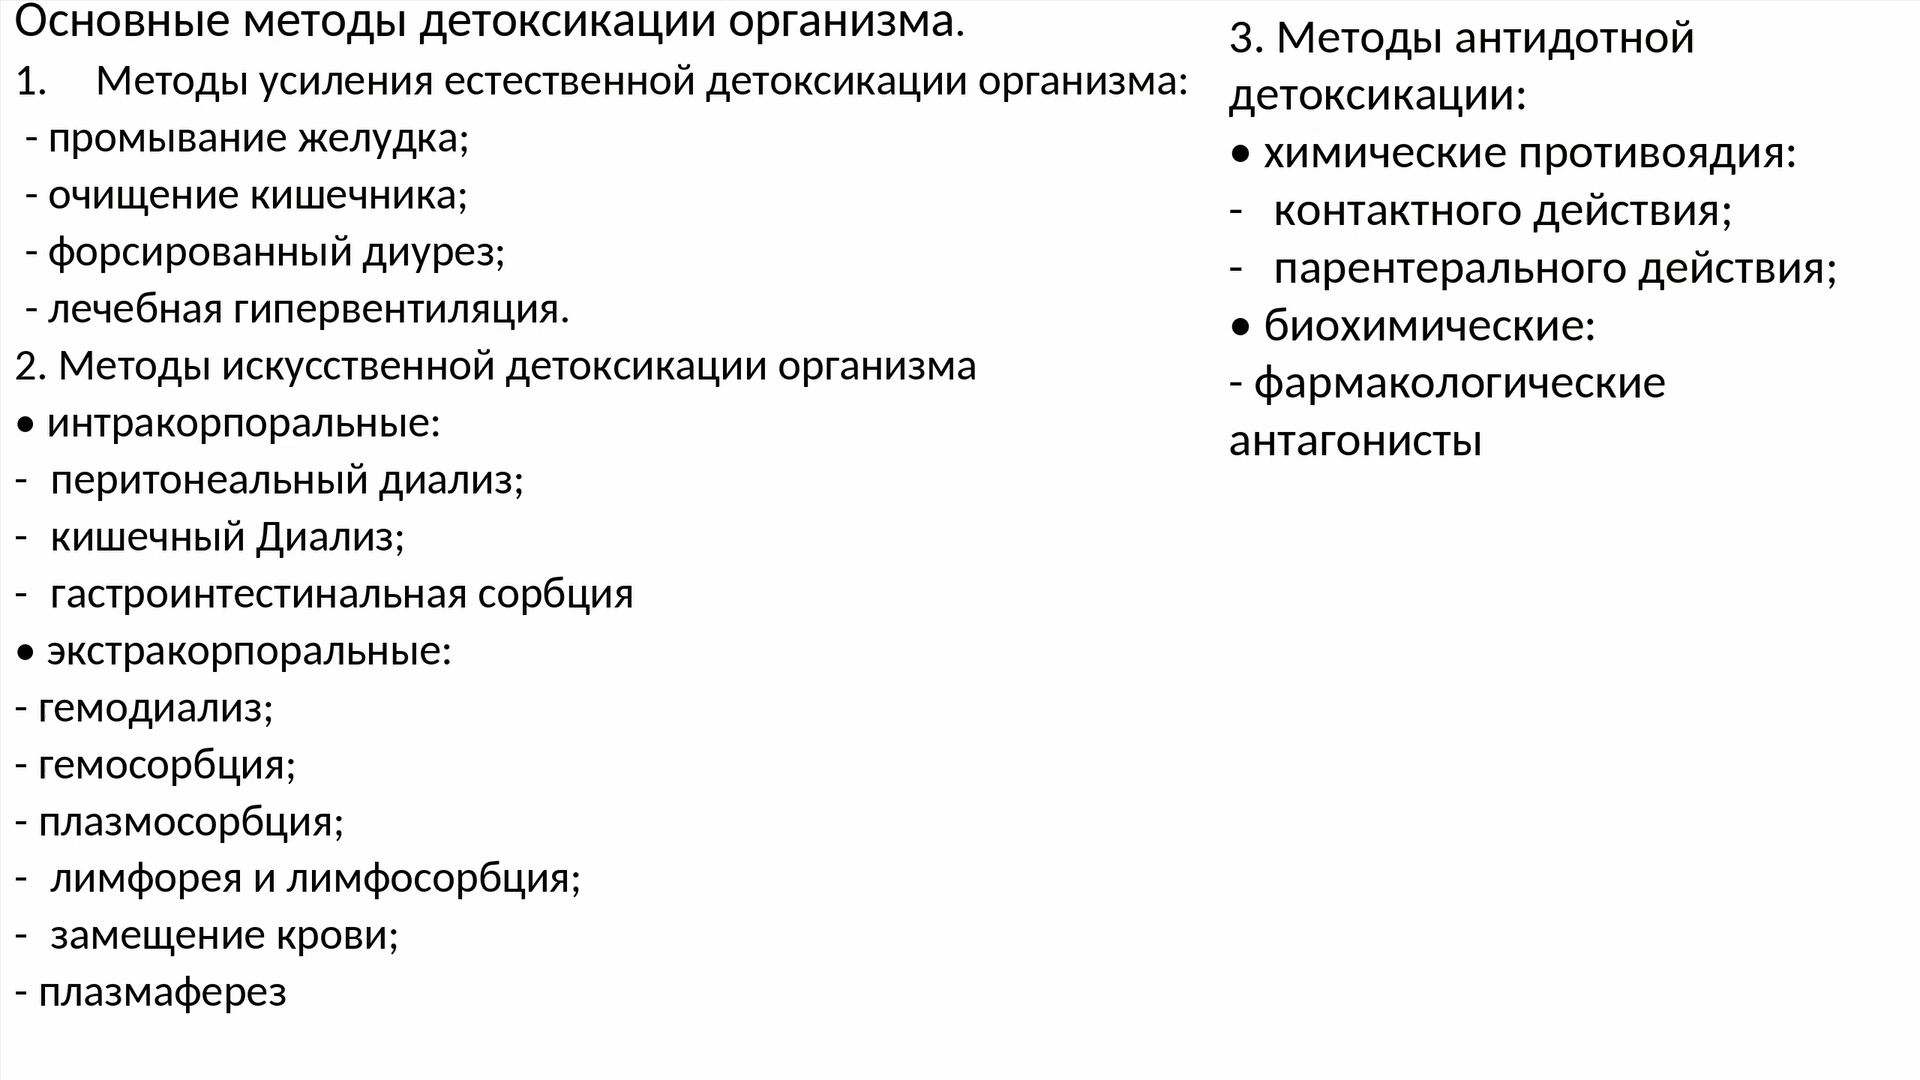 Основные методы детоксикации организма.
1. Методы усиления естественной детоксикации организма:
- промывание желудка;
- очищение кишечника;
- форсированный диурез;
- лечебная гипервентиляция.
2. Методы искусственной детоксикации организма
• интракорпоральные:
- перитонеальный диализ;
- кишечный Диализ;
- гастроинтестинальная сорбция
• экстракорпоральные:
- гемодиализ;
- гемосорбция;
- плазмосорбция;
- лимфорея и лимфосорбция;
- замещение крови;
- плазмаферез
3. Методы антидотной
детоксикации:
• химические противоядия:
- контактного действия;
- парентерального действия;
• биохимические:
- фармакологические
антагонисты